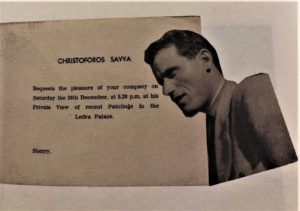 CHRISTOFOROS SAVVA
Requests the pleasure of your company on
Saturday the 28th December, at 5.30 p.m. at his
Private View of recent Paintings in the
Ledra Palace.
Sherry.